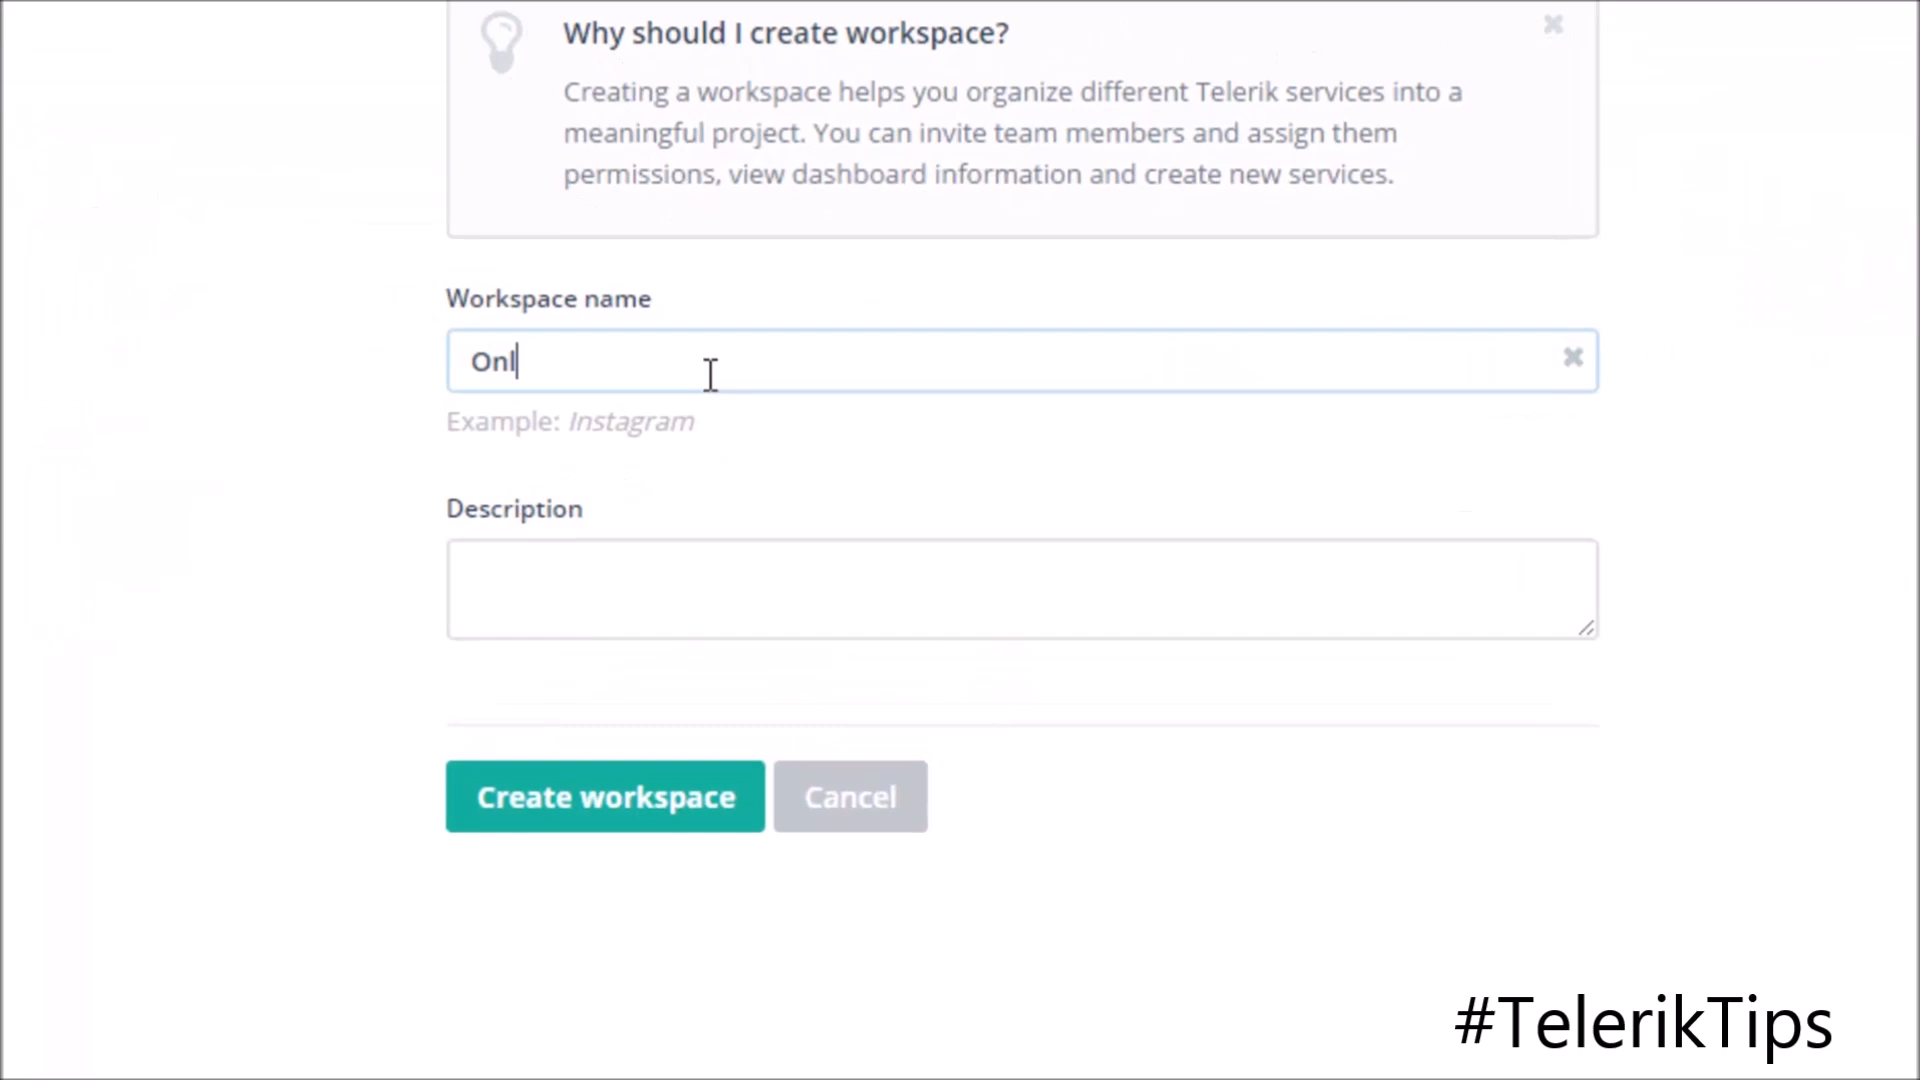 Why should I create workspace?
Creating a workspace helps you organize different Telerik services into a
meaningful project. You can invite team members and assign them
permissions, view dashboard information and create new services.
Workspace name
Onl
Example: Instagram
Description
Create workspace
Cancel
#TelerikTips